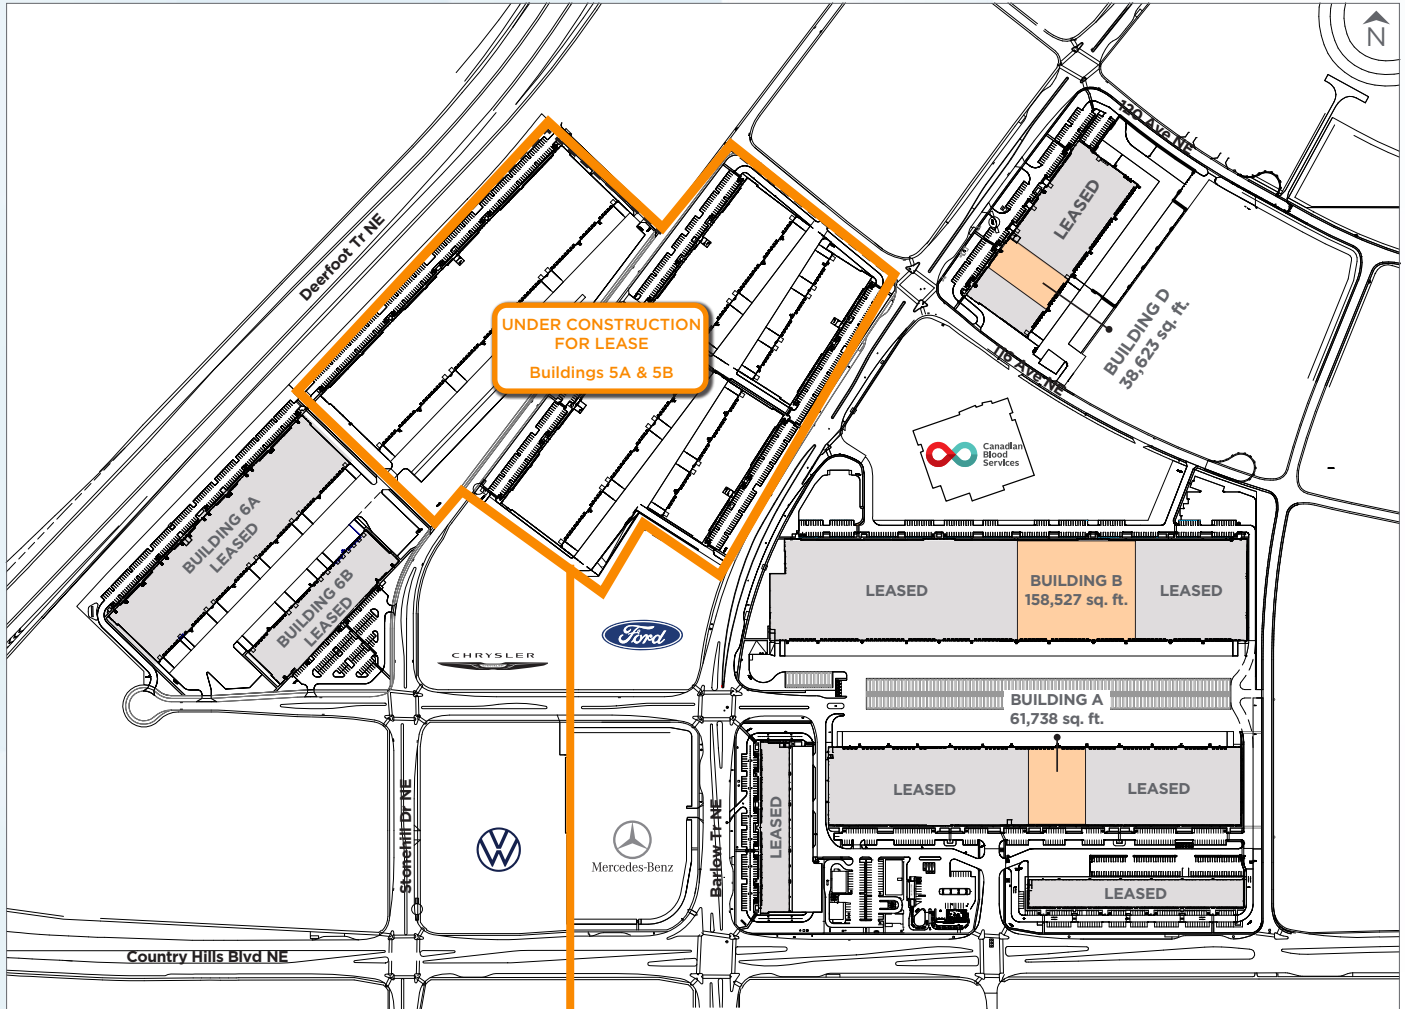 N
120 Ave NE
Deerfoot Tr NE
LEASED
UNDER CONSTRUCTION
FOR LEASE
Buildings 5A & 5B
BUILDING D
38,623 sq. ft.
116 Ave NE
Canadian
Blood
Services
BUILDING 6A
LEASED
BUILDING 6B
LEASED
LEASED
BUILDING B
158,527 sq. ft.
LEASED
Ford
CHRYSLER
BUILDING A
61,738 sq. ft.
LEASED
LEASED
LEASED
Stonehill Dr NE
Barlow Tr NE
VW
Mercedes-Benz
LEASED
Country Hills Blvd NE